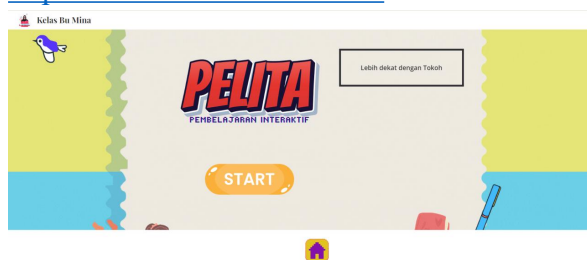 Kelas Bu Mina
Lebih dekat dengan Tokoh
PELITA
PEMBELAJARAN INTERAKTIF
START